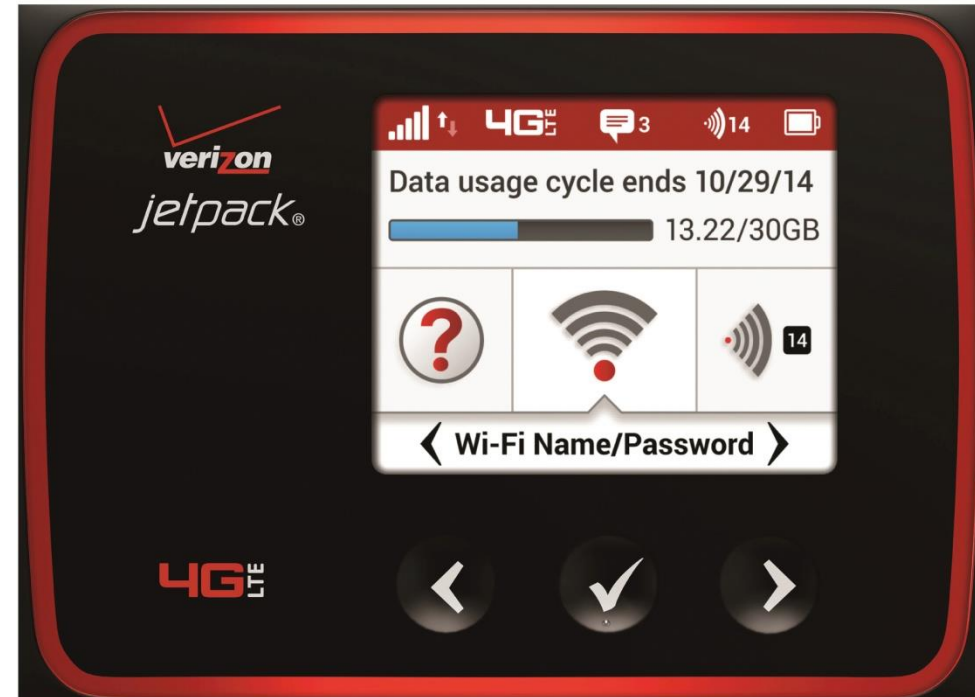 verizon
jetpack®
4G LTE 3 14
Data usage cycle ends 10/29/14
13.22/30GB
?
14
Wi-Fi Name/Password
4G LTE